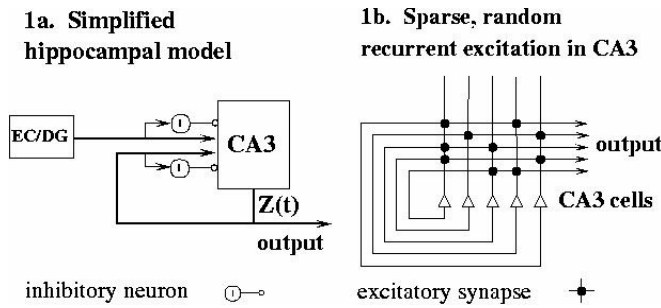 1a. Simplified
hippocampal model
EC/DG
I
I
CA3
Z(t)
output
inhibitory neuron
I
1b. Sparse, random
recurrent excitation in CA3
output
CA3 cells
excitatory synapse